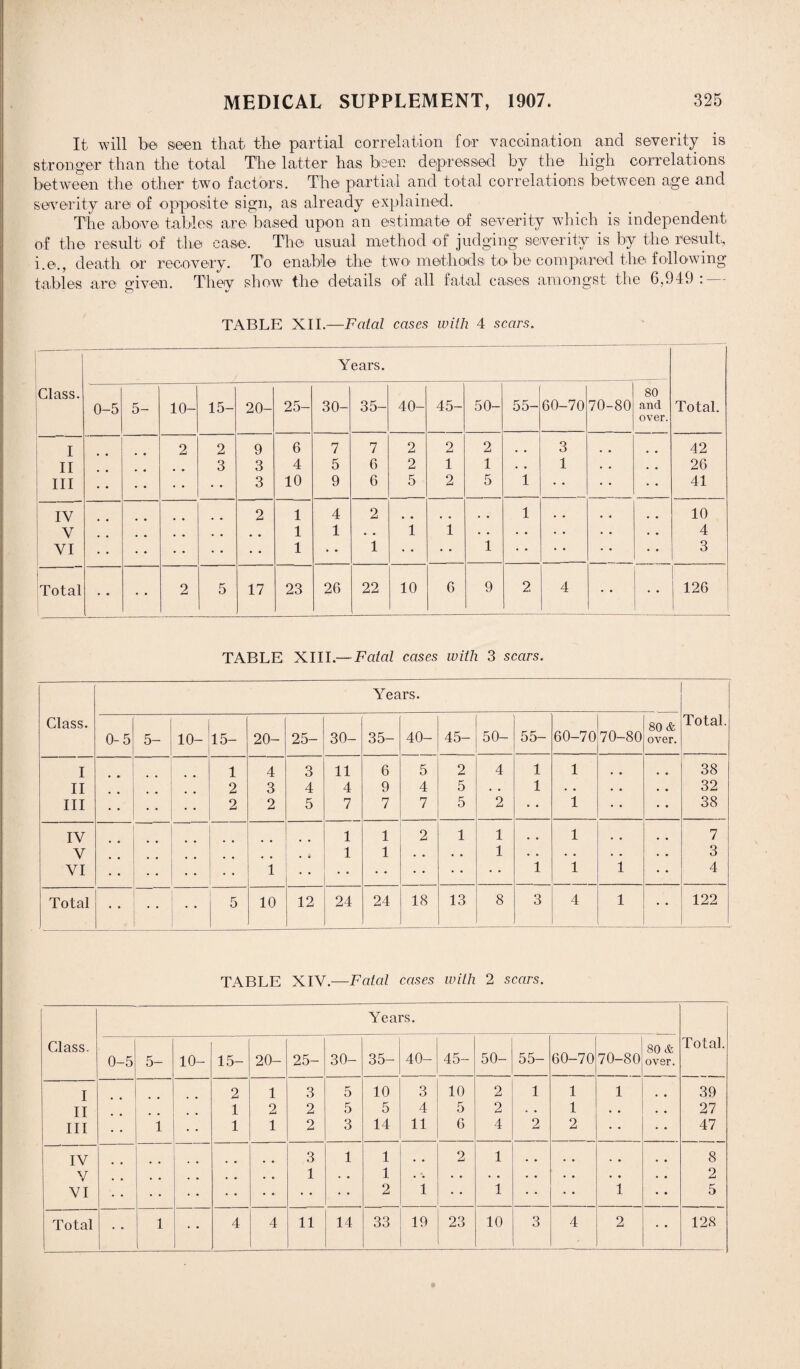 MEDICAL SUPPLEMENT, 1907. 325
It will be seen that the partial correlation for vaccination and severity is
stronger than the total The latter has been depressed by the high correlations
between the other two factors. The partial and total correlations between age and
severity are of opposite sign, as already explained.
The above tables are based upon an estimate of severity which is independent
of the result of the case. The usual method of judging severity is by the result,
i.e., death or recovery. To enable the two methods to be compared the following
tables are given. They show the details of all fatal cases amongst the 6,949 :—
TABLE XII.—Fatal cases with 4 scars.
Class. Years. Total.
0-5 5- 10- 15- 20- 25- 30- 35- 40- 45- 50- 55- 60-70 70-80 80 and over.
I .. .. 2 2 9 6 7 7 2 2 2 .. 3 .. .. 42
II .. .. .. 3 3 4 5 6 2 1 1 .. 1 .. .. 26
III .. .. .. .. 3 10 9 6 5 2 5 1 .. .. .. 41
IV .. .. .. .. 2 1 4 2 .. .. .. 1 .. .. .. 10
V .. .. .. .. .. 1 1 .. 1 1 .. .. .. .. .. 4
VI .. .. .. .. .. 1 .. 1 .. .. 1 .. .. .. .. 3
Total .. .. 2 5 17 23 26 22 10 6 9 2 4 .. .. 126
TABLE XIII.—Fatal cases with 3 scars.
Class. Years. Total.
0-5 5- 10- 15- 20- 25- 30- 35- 40- 45- 50- 55- 60-70 70-80 80 & over.
I .. .. .. 1 4 3 11 6 5 2 4 1 1 .. .. 38
II .. .. .. 2 3 4 4 9 4 5 .. 1 .. .. .. 32
III .. .. .. 2 2 5 7 7 7 5 2 .. 1 .. .. 38
IV .. .. .. .. .. .. 1 1 2 1 1 .. 1 .. .. 7
V .. .. .. .. .. .. 1 1 .. .. 1 .. .. .. .. 3
VI .. .. .. .. 1 .. .. .. .. .. .. 1 1 1 .. 4
Total .. .. .. 5 10 12 24 24 18 13 8 3 4 1 .. 122
TABLE XIV.—Fatal cases with 2 scars.
Class. Years. Total.
0-5 5- 10- 15- 20- 25- 30- 35- 40- 45- 50- 55- 60-70 70-80 80 & over.
I .. .. .. 2 1 3 5 10 3 10 2 1 1 1 .. 39
II .. .. .. 1 2 2 5 5 4 5 2 .. 1 .. .. 27
III .. 1 .. 1 1 2 3 14 11 6 4 2 2 .. .. 47
IV .. .. .. .. .. 3 1 1 .. 2 1 .. .. .. .. 8
V .. .. .. .. .. 1 .. 1 .. .. .. .. .. .. .. 2
VI .. .. .. .. .. .. .. 2 1 .. 1 .. .. 1 .. 5
Total .. 1 .. 4 4 11 14 33 19 23 10 3 4 2 .. 128